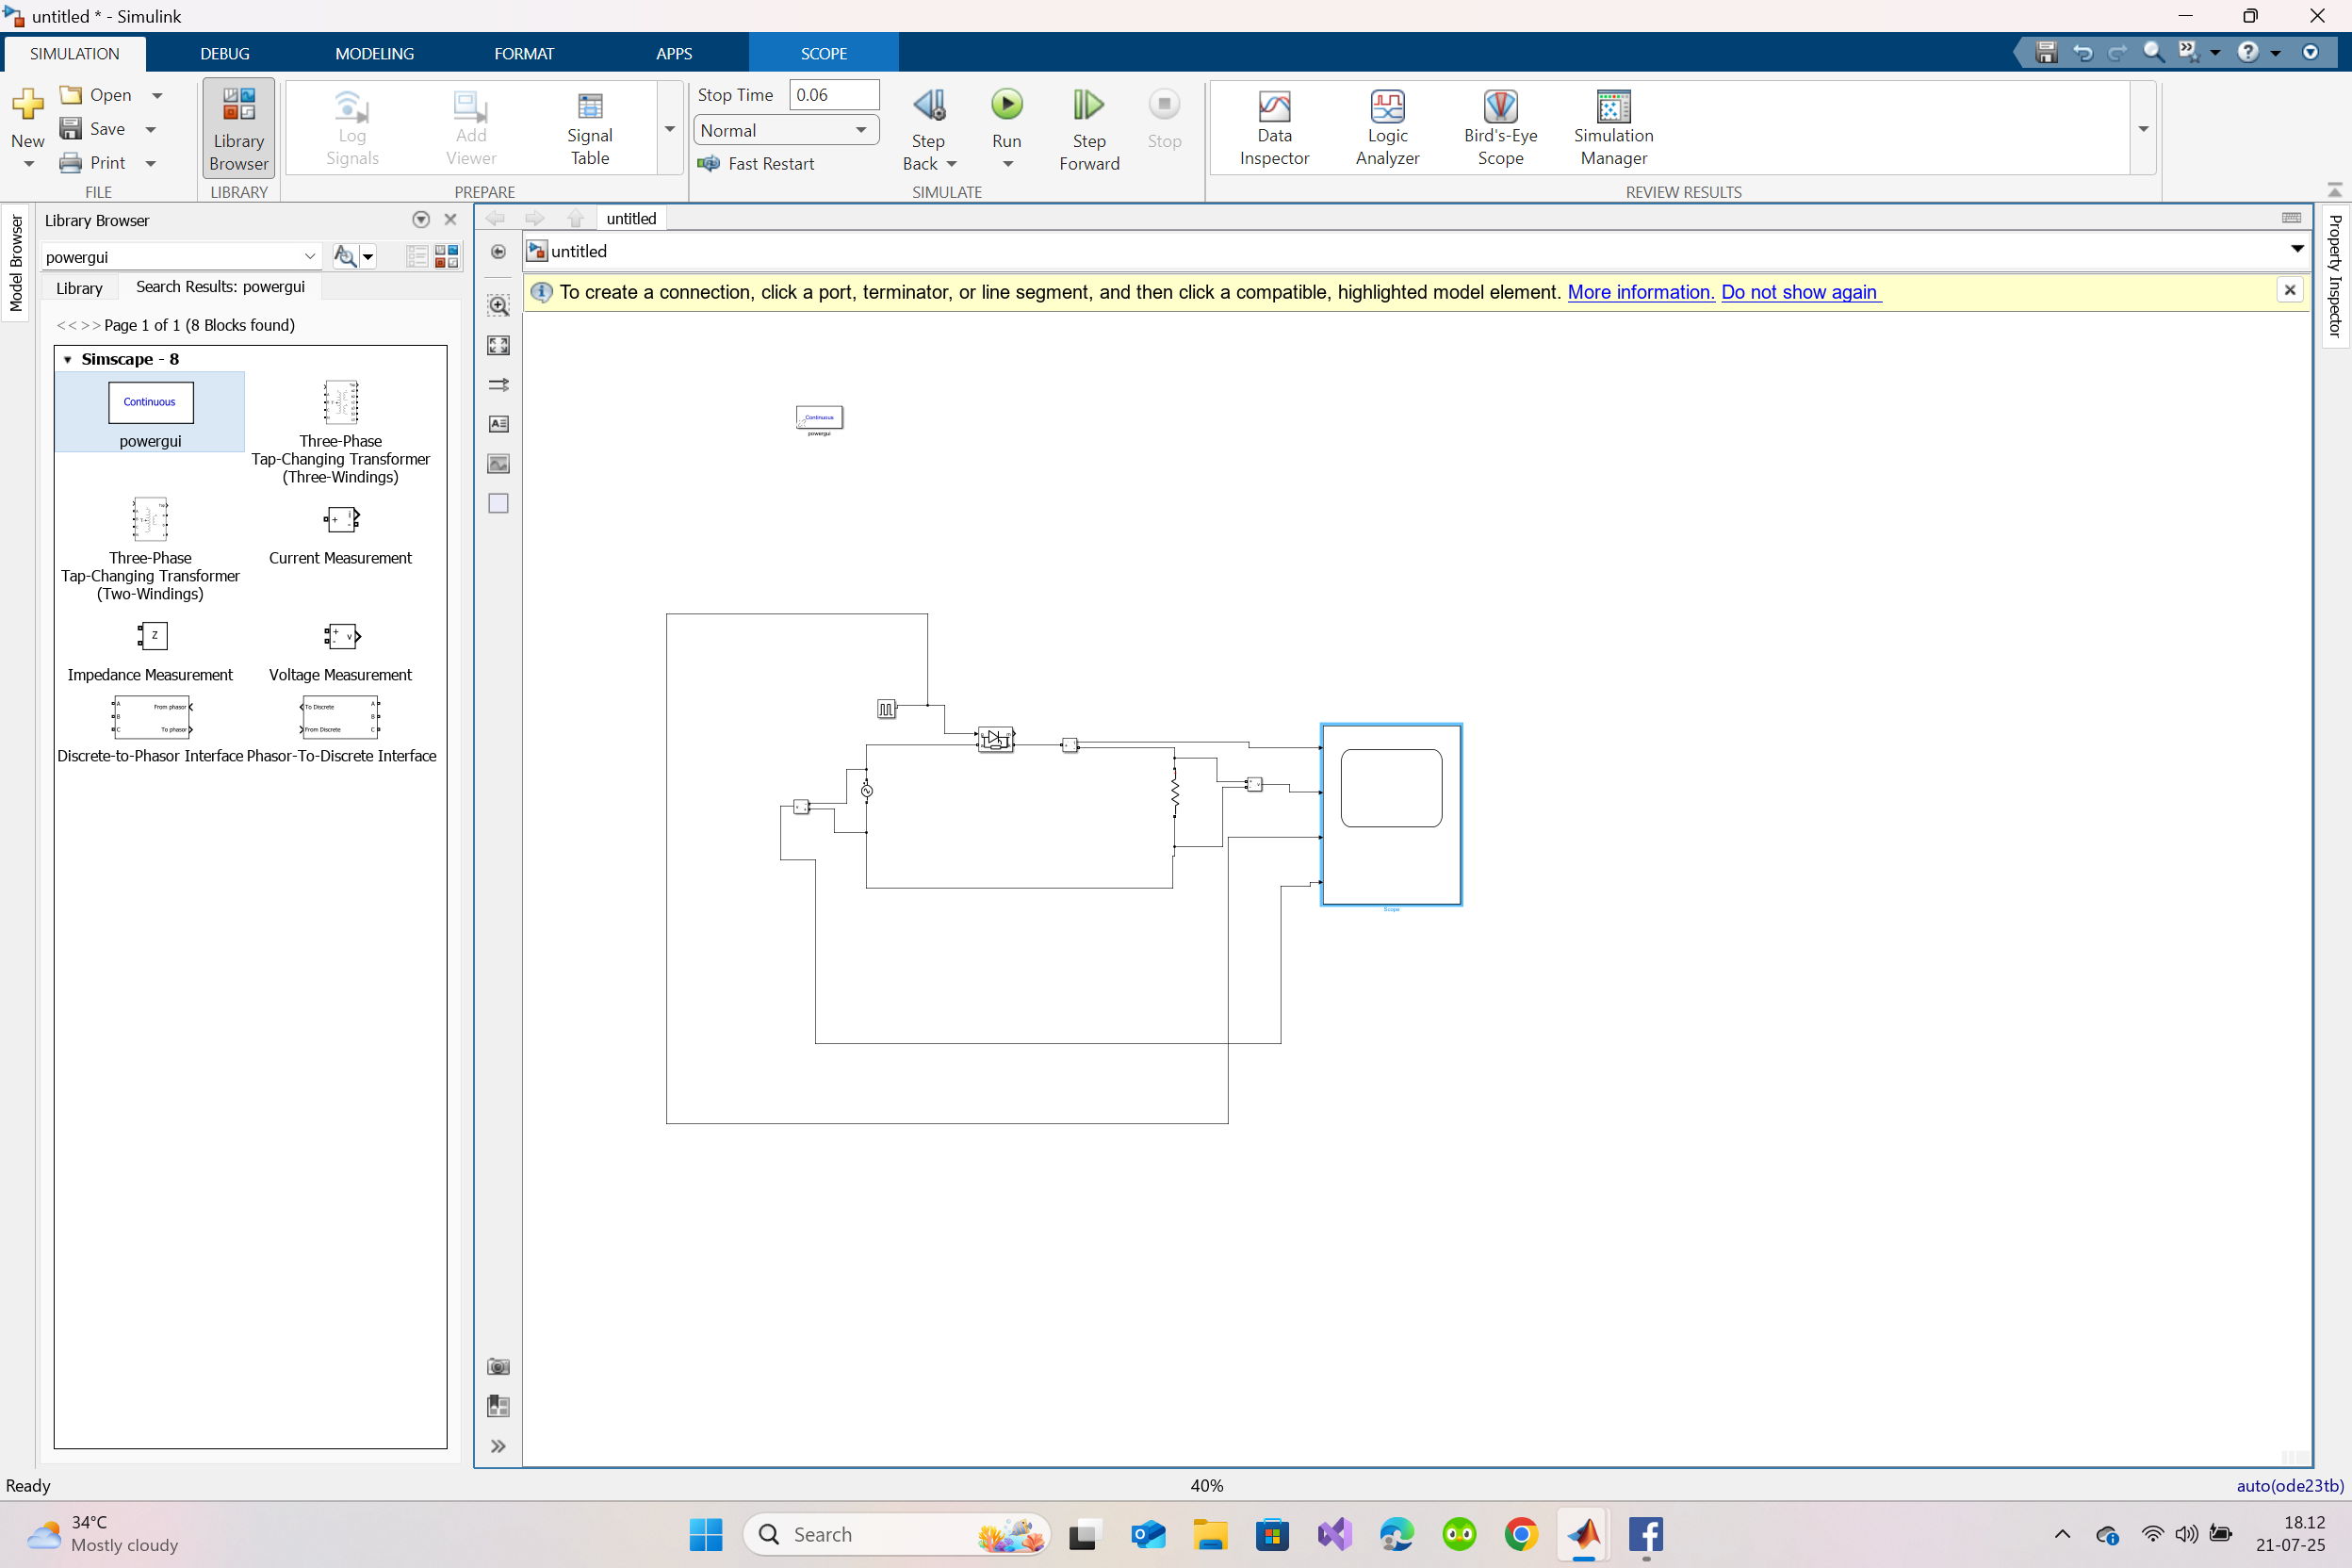 untitled * - Simulink
SIMULATION DEBUG MODELING FORMAT APPS SCOPE
New
Open
Save
Print
FILE
Library
Browser
LIBRARY
Log
Signals
Add
Viewer
Signal
Table
PREPARE
Stop Time 0.06
Normal
Fast Restart
Step
Back
Run
Step
Forward
Stop
SIMULATE
Data
Inspector
Logic
Analyzer
Bird's-Eye
Scope
Simulation
Manager
REVIEW RESULTS
Model Browser
Library Browser
powergui
Library Search Results: powergui
<< >> Page 1 of 1 (8 Blocks found)
Simscape - 8
Continuous
powergui
Three-Phase
Tap-Changing Transformer
(Three-Windings)
Three-Phase
Tap-Changing Transformer
(Two-Windings)
Current Measurement
Z
Impedance Measurement
Voltage Measurement
A
B
C
From phasor
To phasor
Discrete-to-Phasor Interface
To Discrete
From Discrete
A
B
C
Phasor-To-Discrete Interface
untitled
untitled
To create a connection, click a port, terminator, or line segment, and then click a compatible, highlighted model element. More information. Do not show again
Property Inspector
Continuous
powergui
Scope
Ready
40%
auto(ode23tb)
34°C
Mostly cloudy
Search
18.12
21-07-25